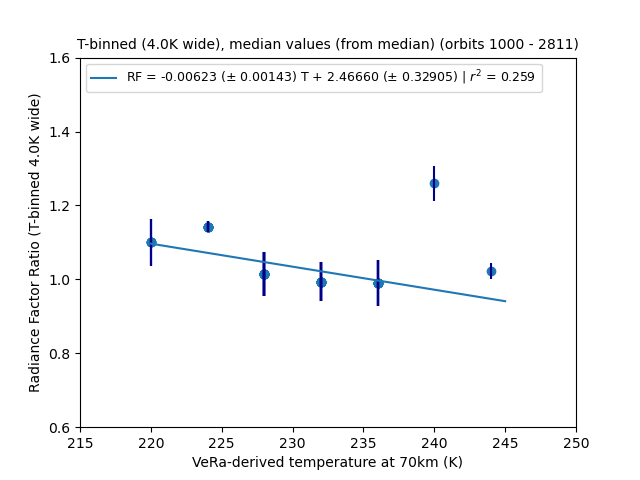 T-binned (4.0K wide), median values (from median) (orbits 1000 - 2811)
RF = -0.00623 (± 0.00143) T + 2.46660 (± 0.32905) | r² = 0.259
Radiance Factor Ratio (T-binned 4.0K wide)
1.6
1.4
1.2
1.0
0.8
0.6
215 220 225 230 235 240 245 250
VeRa-derived temperature at 70km (K)